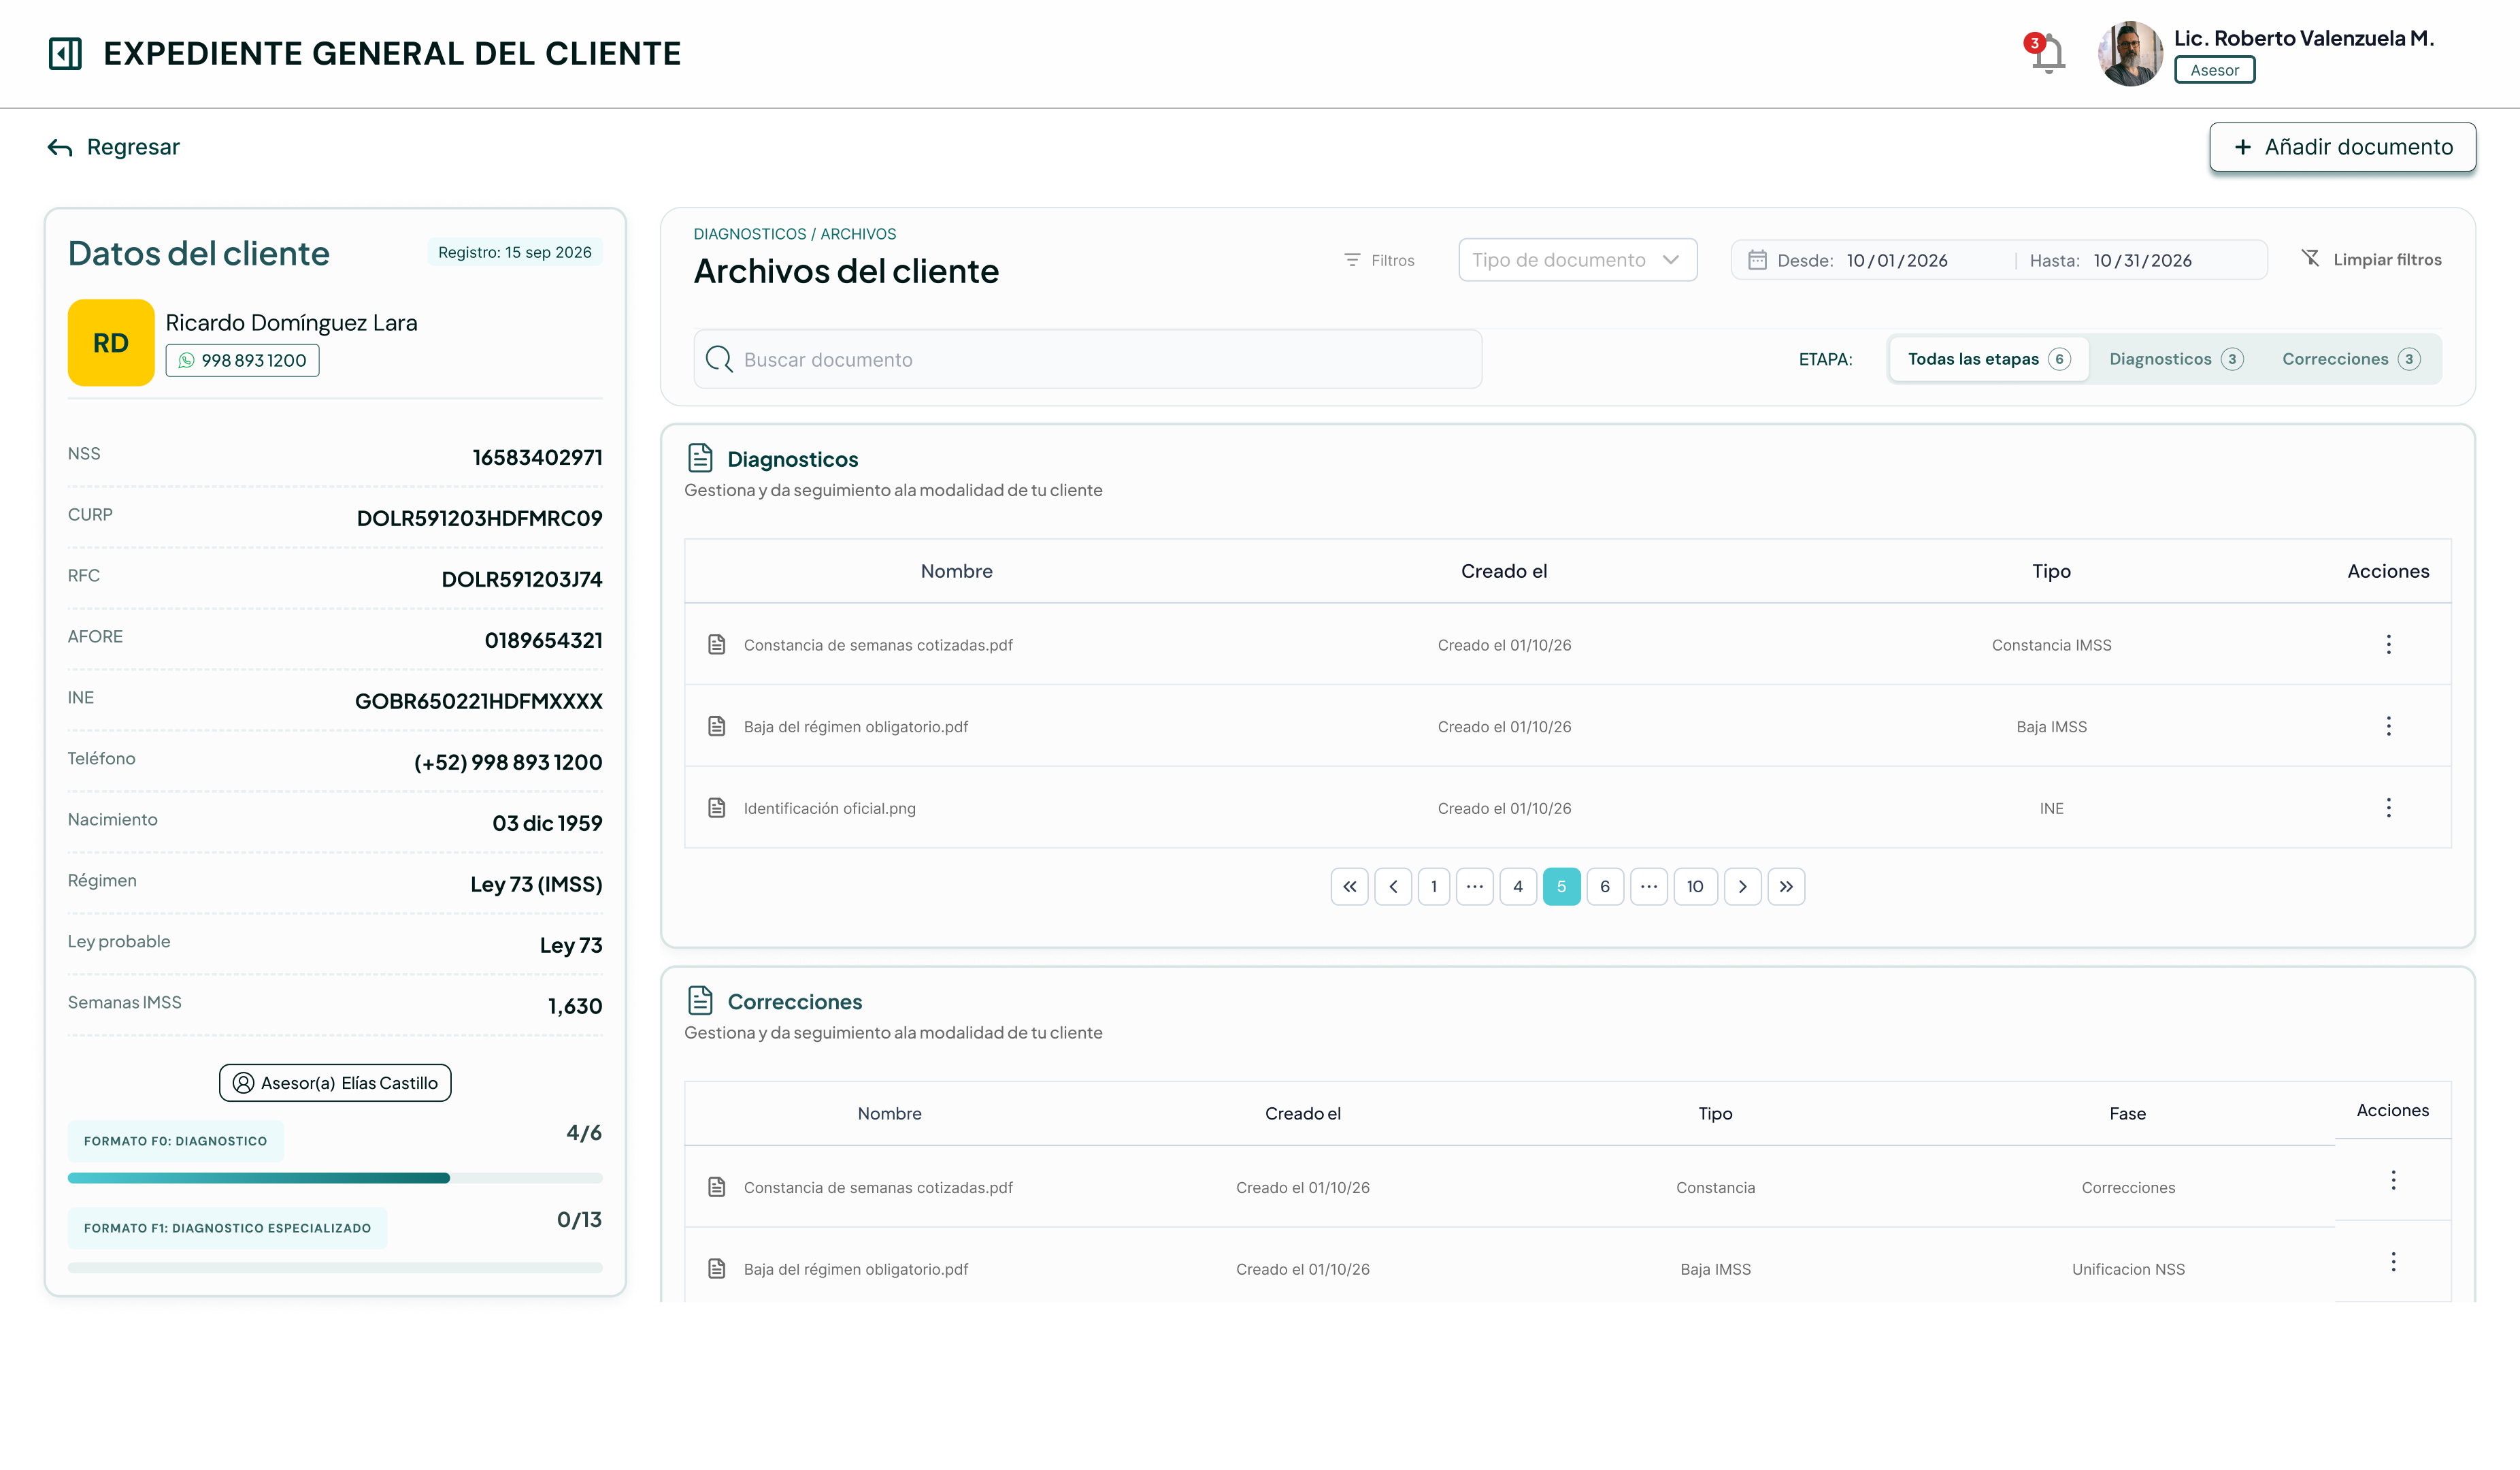 EXPEDIENTE GENERAL DEL CLIENTE
3
Lic. Roberto Valenzuela M.
Asesor
Regresar
+ Añadir documento
Datos del cliente
Registro: 15 sep 2026
RD
Ricardo Domínguez Lara
998 893 1200
NSS
16583402971
CURP
DOLR591203HDFMRC09
RFC
DOLR591203J74
AFORE
0189654321
INE
GOBR650221HDFMXXXX
Teléfono
(+52) 998 893 1200
Nacimiento
03 dic 1959
Régimen
Ley 73 (IMSS)
Ley probable
Ley 73
Semanas IMSS
1,630
Asesor(a) Elías Castillo
FORMATO F0: DIAGNOSTICO
4/6
FORMATO F1: DIAGNOSTICO ESPECIALIZADO
0/13
DIAGNOSTICOS / ARCHIVOS
Archivos del cliente
Filtros
Tipo de documento
Desde: 10/01/2026 | Hasta: 10/31/2026
Limpiar filtros
Buscar documento
ETAPA:
Todas las etapas 6
Diagnosticos 3
Correcciones 3
Diagnosticos
Gestiona y da seguimiento ala modalidad de tu cliente
Nombre Creado el Tipo Acciones
Constancia de semanas cotizadas.pdf Creado el 01/10/26 Constancia IMSS
Baja del régimen obligatorio.pdf Creado el 01/10/26 Baja IMSS
Identificación oficial.png Creado el 01/10/26 INE
« < 1 ... 4 5 6 ... 10 > »
Correcciones
Gestiona y da seguimiento ala modalidad de tu cliente
Nombre Creado el Tipo Fase Acciones
Constancia de semanas cotizadas.pdf Creado el 01/10/26 Constancia Correcciones
Baja del régimen obligatorio.pdf Creado el 01/10/26 Baja IMSS Unificacion NSS